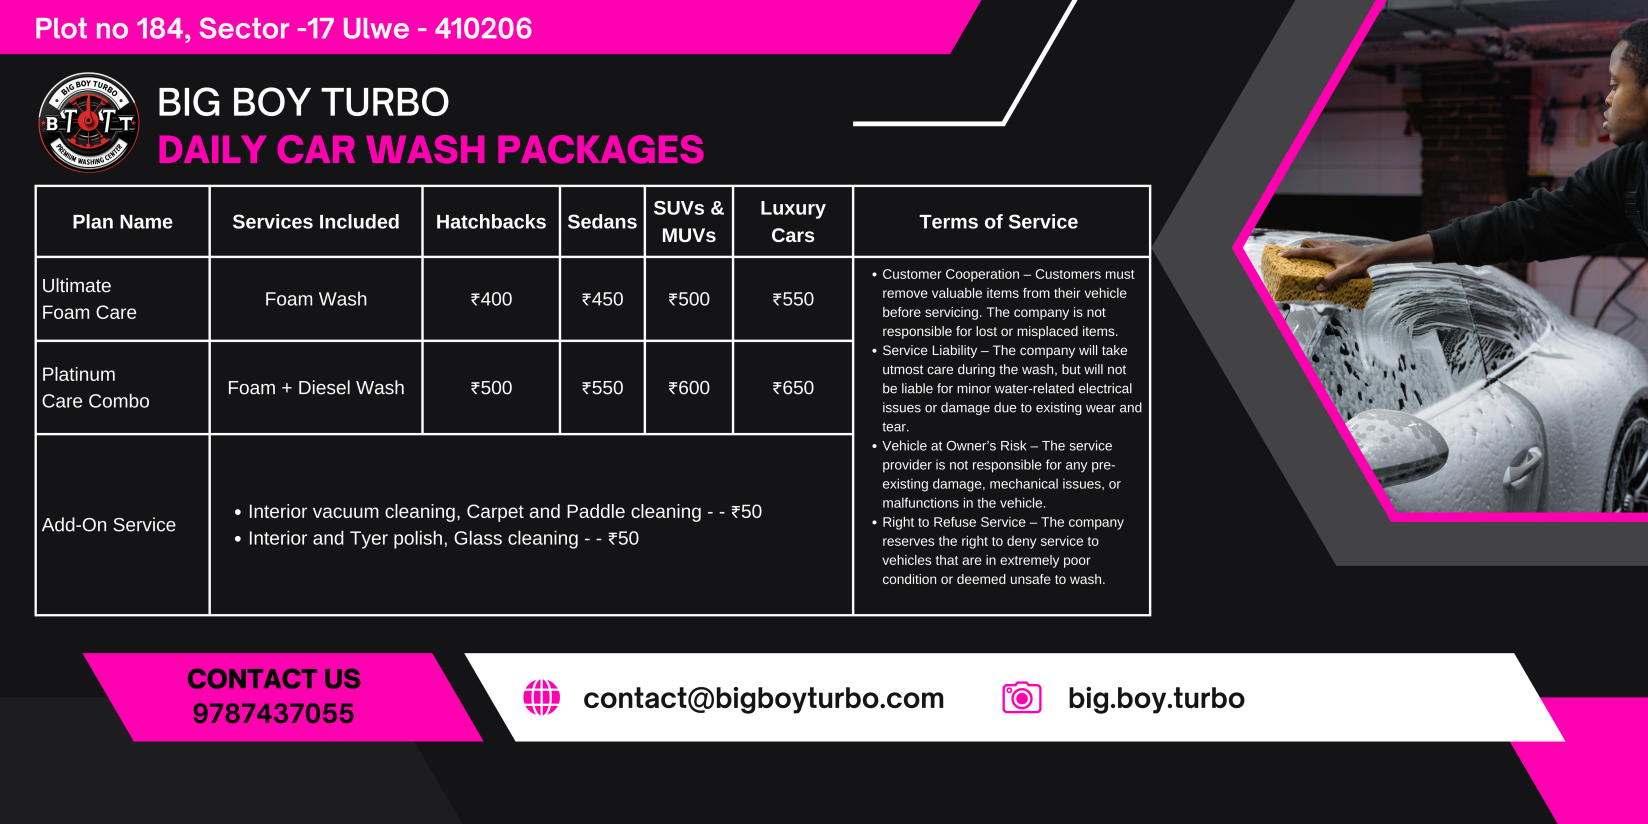 Plot no 184, Sector -17 Ulwe - 410206
BIG BOY TURBO
B T T T
PREMIUM WASHING CENTER
BIG BOY TURBO
DAILY CAR WASH PACKAGES
Plan Name
Services Included
Hatchbacks
Sedans
SUVs &
MUVs
Luxury
Cars
Terms of Service
Ultimate
Foam Care
Foam Wash
₹400
₹450
₹500
₹550
Platinum
Care Combo
Foam + Diesel Wash
₹500
₹550
₹600
₹650
Add-On Service
• Interior vacuum cleaning, Carpet and Paddle cleaning - - ₹50
• Interior and Tyer polish, Glass cleaning - - ₹50
• Customer Cooperation – Customers must
remove valuable items from their vehicle
before servicing. The company is not
responsible for lost or misplaced items.
• Service Liability – The company will take
utmost care during the wash, but will not
be liable for minor water-related electrical
issues or damage due to existing wear and
tear.
• Vehicle at Owner’s Risk – The service
provider is not responsible for any pre-
existing damage, mechanical issues, or
malfunctions in the vehicle.
• Right to Refuse Service – The company
reserves the right to deny service to
vehicles that are in extremely poor
condition or deemed unsafe to wash.
CONTACT US
9787437055
contact@bigboyturbo.com
big.boy.turbo